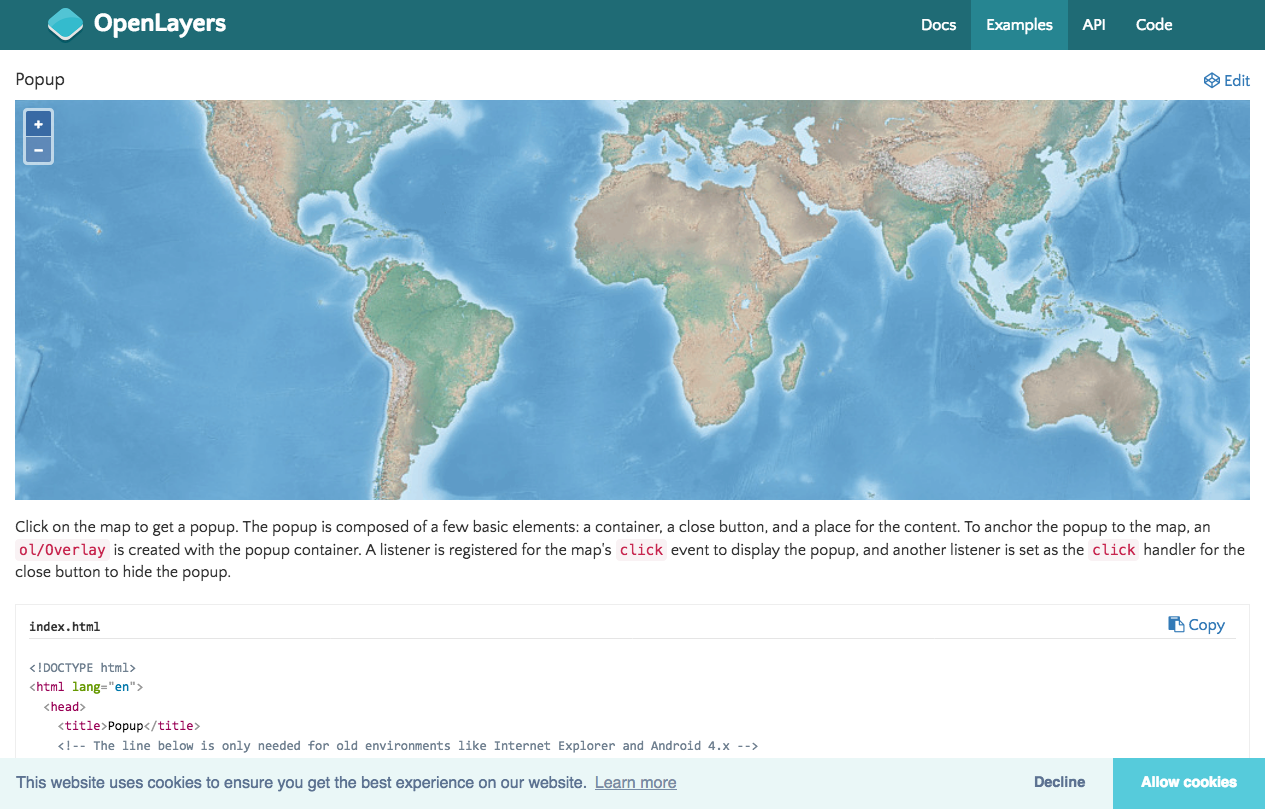 OpenLayers
Docs Examples API Code
Popup
Edit
+
−
Click on the map to get a popup. The popup is composed of a few basic elements: a container, a close button, and a place for the content. To anchor the popup to the map, an
ol/Overlay is created with the popup container. A listener is registered for the map's click event to display the popup, and another listener is set as the click handler for the
close button to hide the popup.
index.html
Copy
<!DOCTYPE html>
<html lang="en">
  <head>
    <title>Popup</title>
    <!-- The line below is only needed for old environments like Internet Explorer and Android 4.x -->
This website uses cookies to ensure you get the best experience on our website. Learn more
Decline
Allow cookies